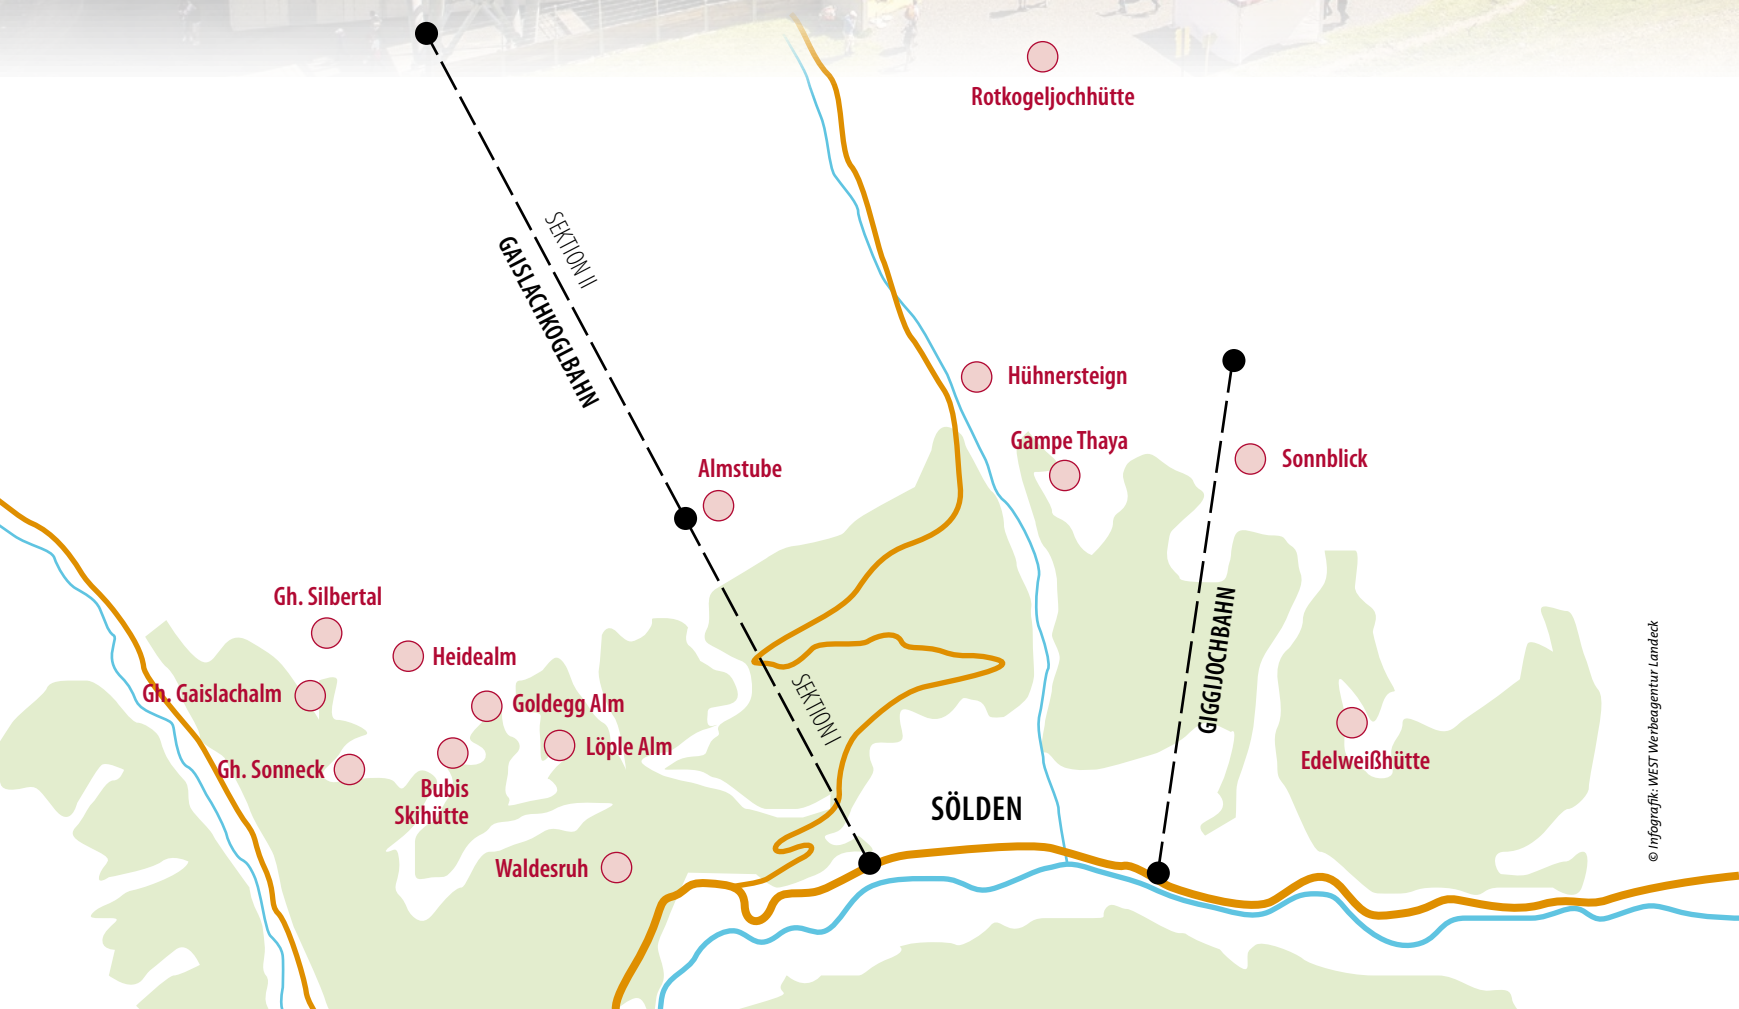 Rotkogeljochhütte
SEKTION II
GAISLACHKOGLBAHN
Hühnersteign
Gampe Thaya
Sonnblick
Almstube
Gh. Silbertal
Heidealm
Gh. Gaislachalm
Goldegg Alm
Löple Alm
Gh. Sonneck
Bubis
Skihütte
SEKTION I
GIGGIJOCHBAHN
Edelweißhütte
SÖLDEN
Waldesruh
© Infografik: WEST Werbeagentur Landeck